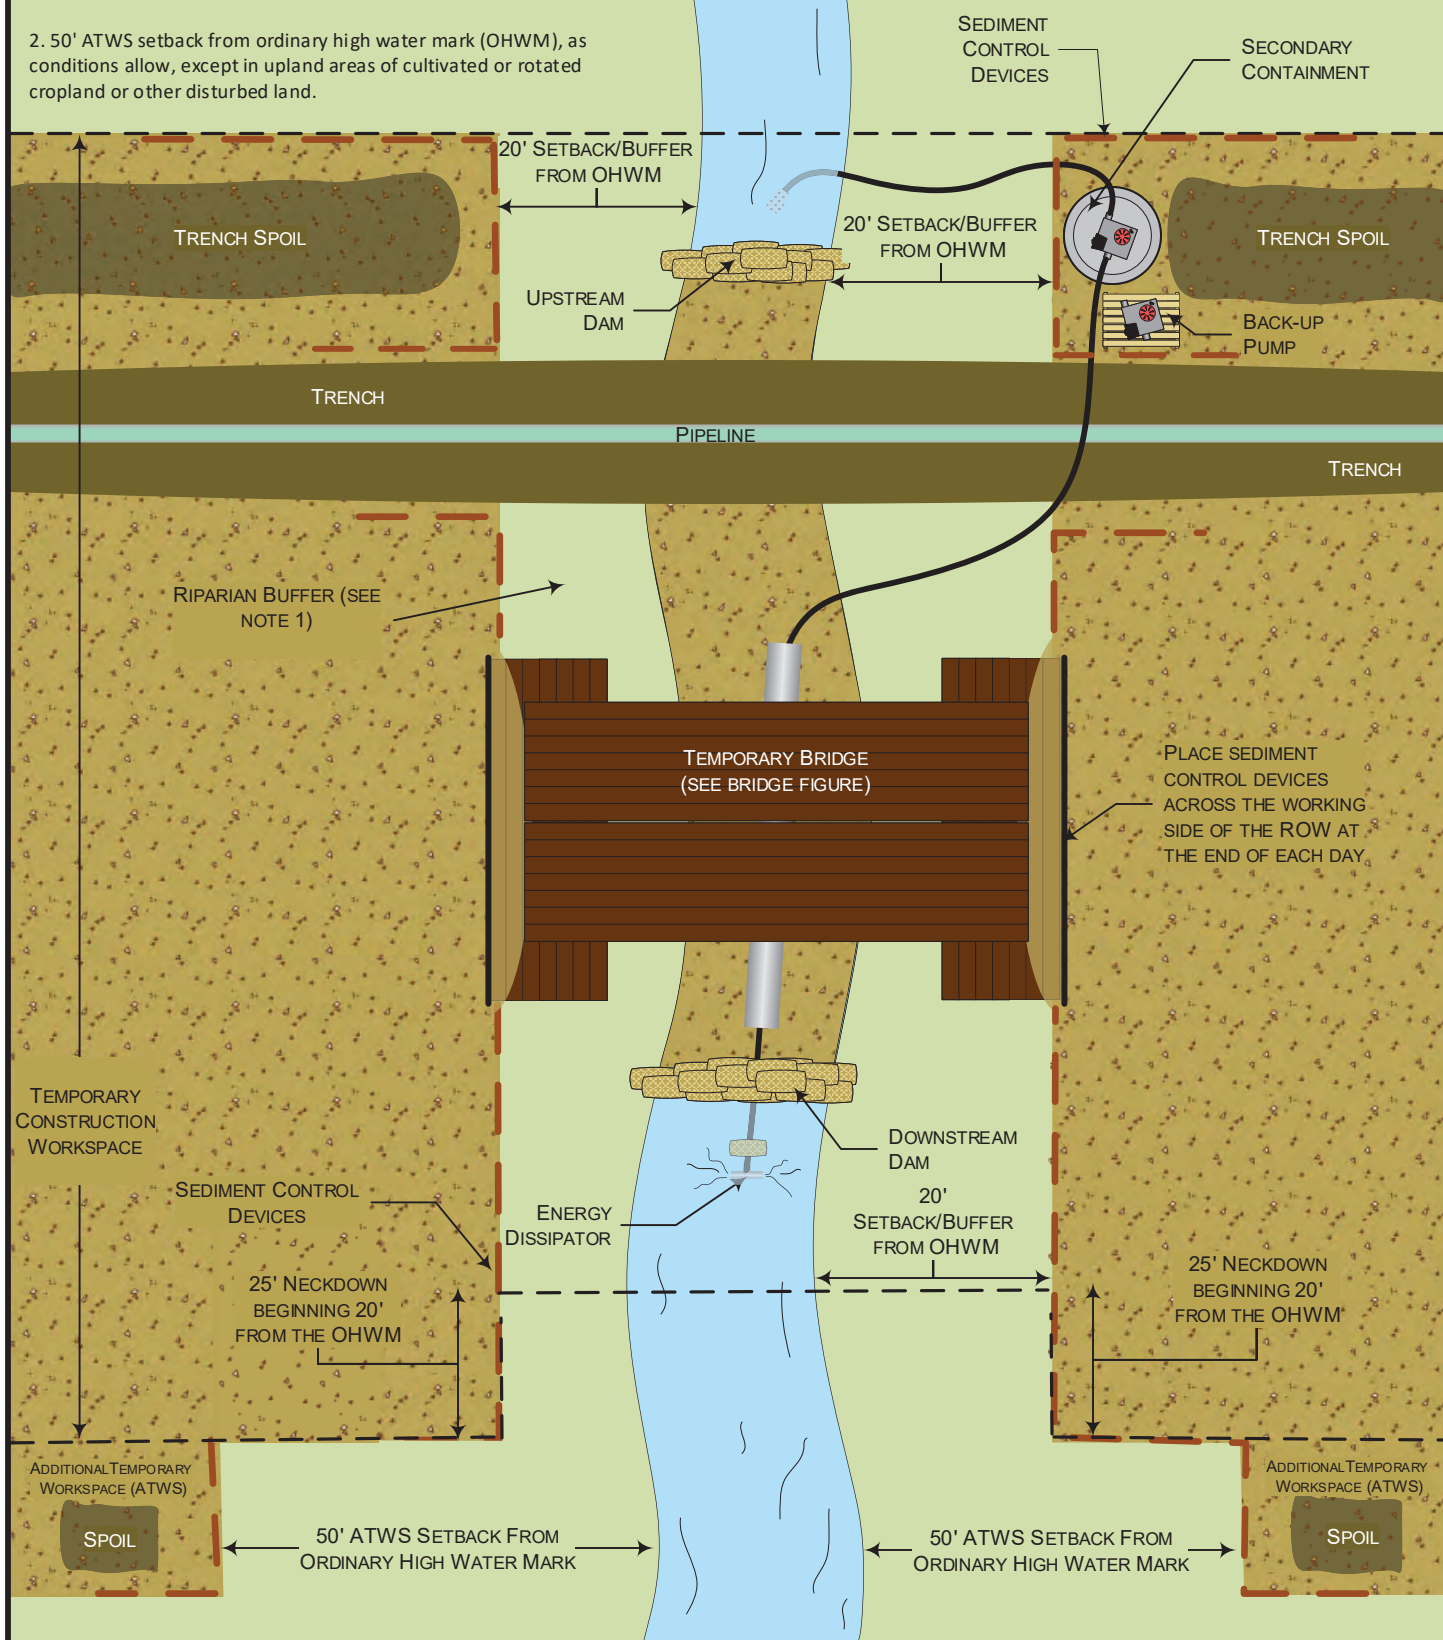 2. 50' ATWS setback from ordinary high water mark (OHWM), as
conditions allow, except in upland areas of cultivated or rotated
cropland or other disturbed land.
SEDIMENT
CONTROL
DEVICES
SECONDARY
CONTAINMENT
20' SETBACK/BUFFER
FROM OHWM
TRENCH SPOIL
20' SETBACK/BUFFER
FROM OHWM
TRENCH SPOIL
UPSTREAM
DAM
BACK-UP
PUMP
TRENCH
PIPELINE
TRENCH
RIPARIAN BUFFER (SEE
NOTE 1)
TEMPORARY BRIDGE
(SEE BRIDGE FIGURE)
PLACE SEDIMENT
CONTROL DEVICES
ACROSS THE WORKING
SIDE OF THE ROW AT
THE END OF EACH DAY
TEMPORARY
CONSTRUCTION
WORKSPACE
DOWNSTREAM
DAM
SEDIMENT CONTROL
DEVICES
ENERGY
DISSIPATOR
20'
SETBACK/BUFFER
FROM OHWM
25' NECKDOWN
BEGINNING 20'
FROM THE OHWM
25' NECKDOWN
BEGINNING 20'
FROM THE OHWM
ADDITIONAL TEMPORARY
WORKSPACE (ATWS)
SPOIL
50' ATWS SETBACK FROM
ORDINARY HIGH WATER MARK
50' ATWS SETBACK FROM
ORDINARY HIGH WATER MARK
ADDITIONAL TEMPORARY
WORKSPACE (ATWS)
SPOIL